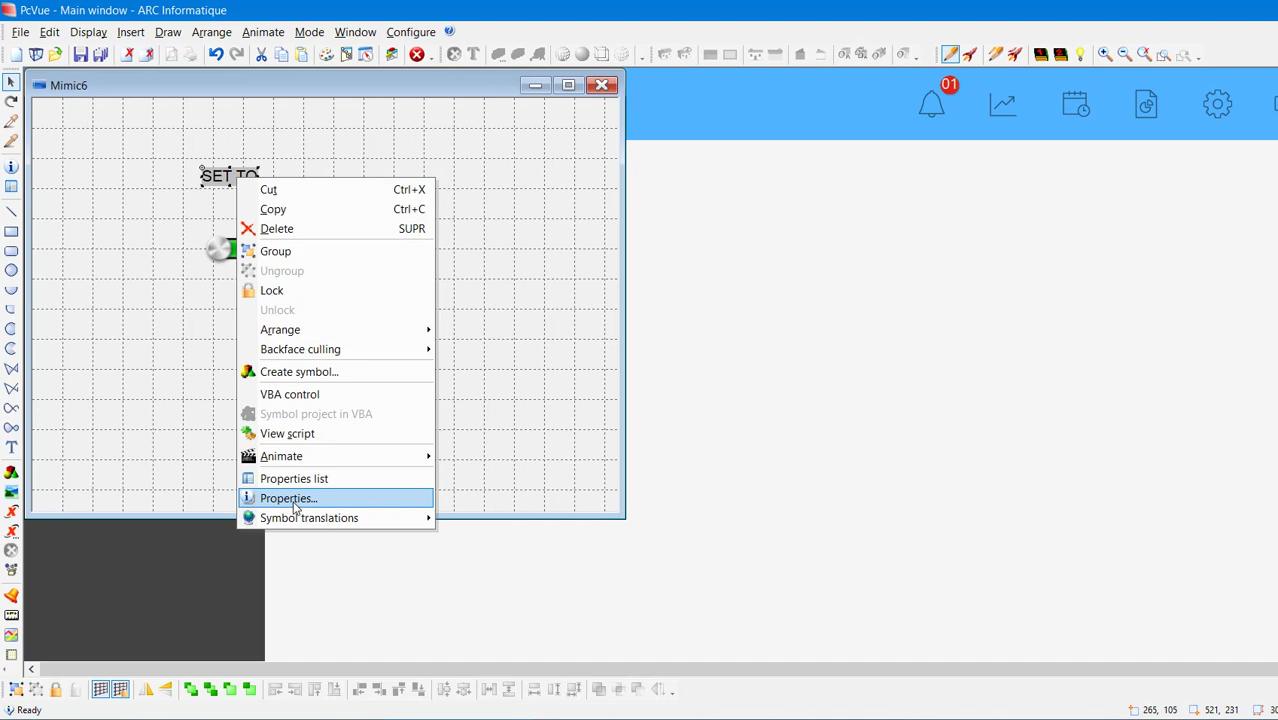 PcVue - Main window - ARC Informatique
File Edit Display Insert Draw Arrange Animate Mode Window Configure
Mimic6
01
SET TO
Cut Ctrl+X
Copy Ctrl+C
Delete SUPR
Group
Ungroup
Lock
Unlock
Arrange
Backface culling
Create symbol...
VBA control
Symbol project in VBA
View script
Animate
Properties list
Properties...
Symbol translations
Ready
265, 105 521, 231 30